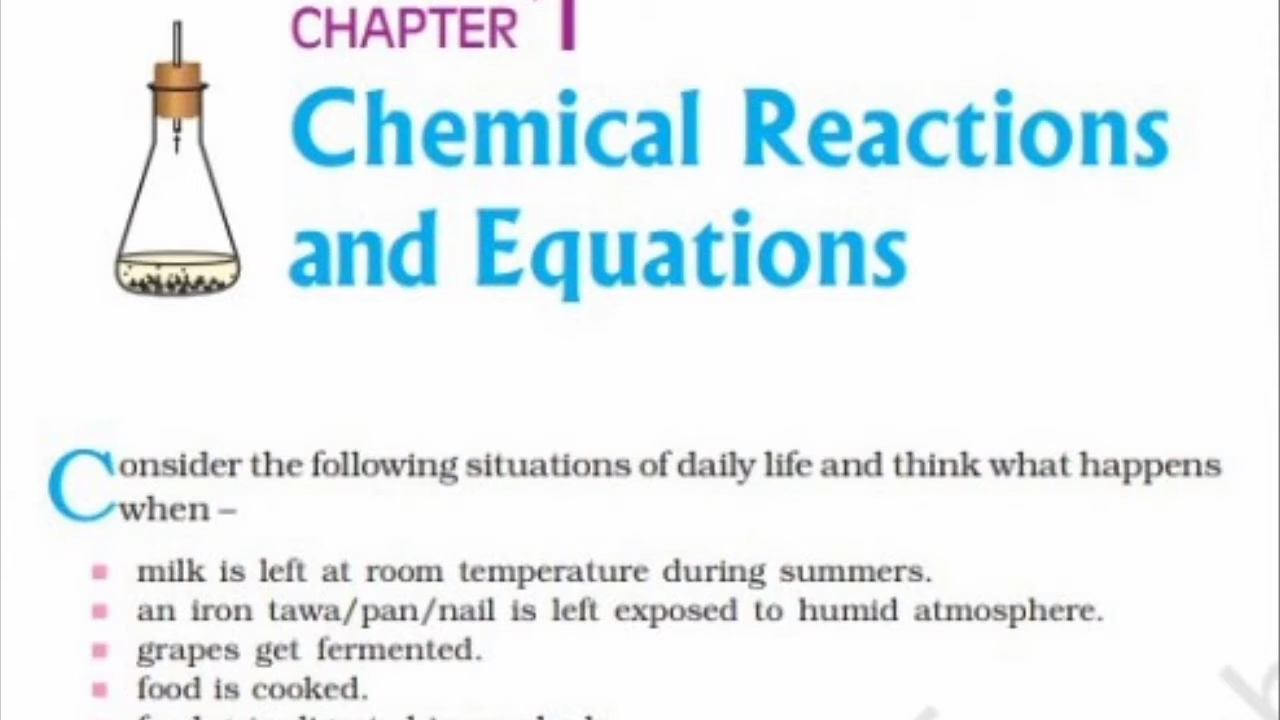 CHAPTER 1
Chemical Reactions
and Equations
Consider the following situations of daily life and think what happens
when –
■ milk is left at room temperature during summers.
■ an iron tawa/pan/nail is left exposed to humid atmosphere.
■ grapes get fermented.
■ food is cooked.